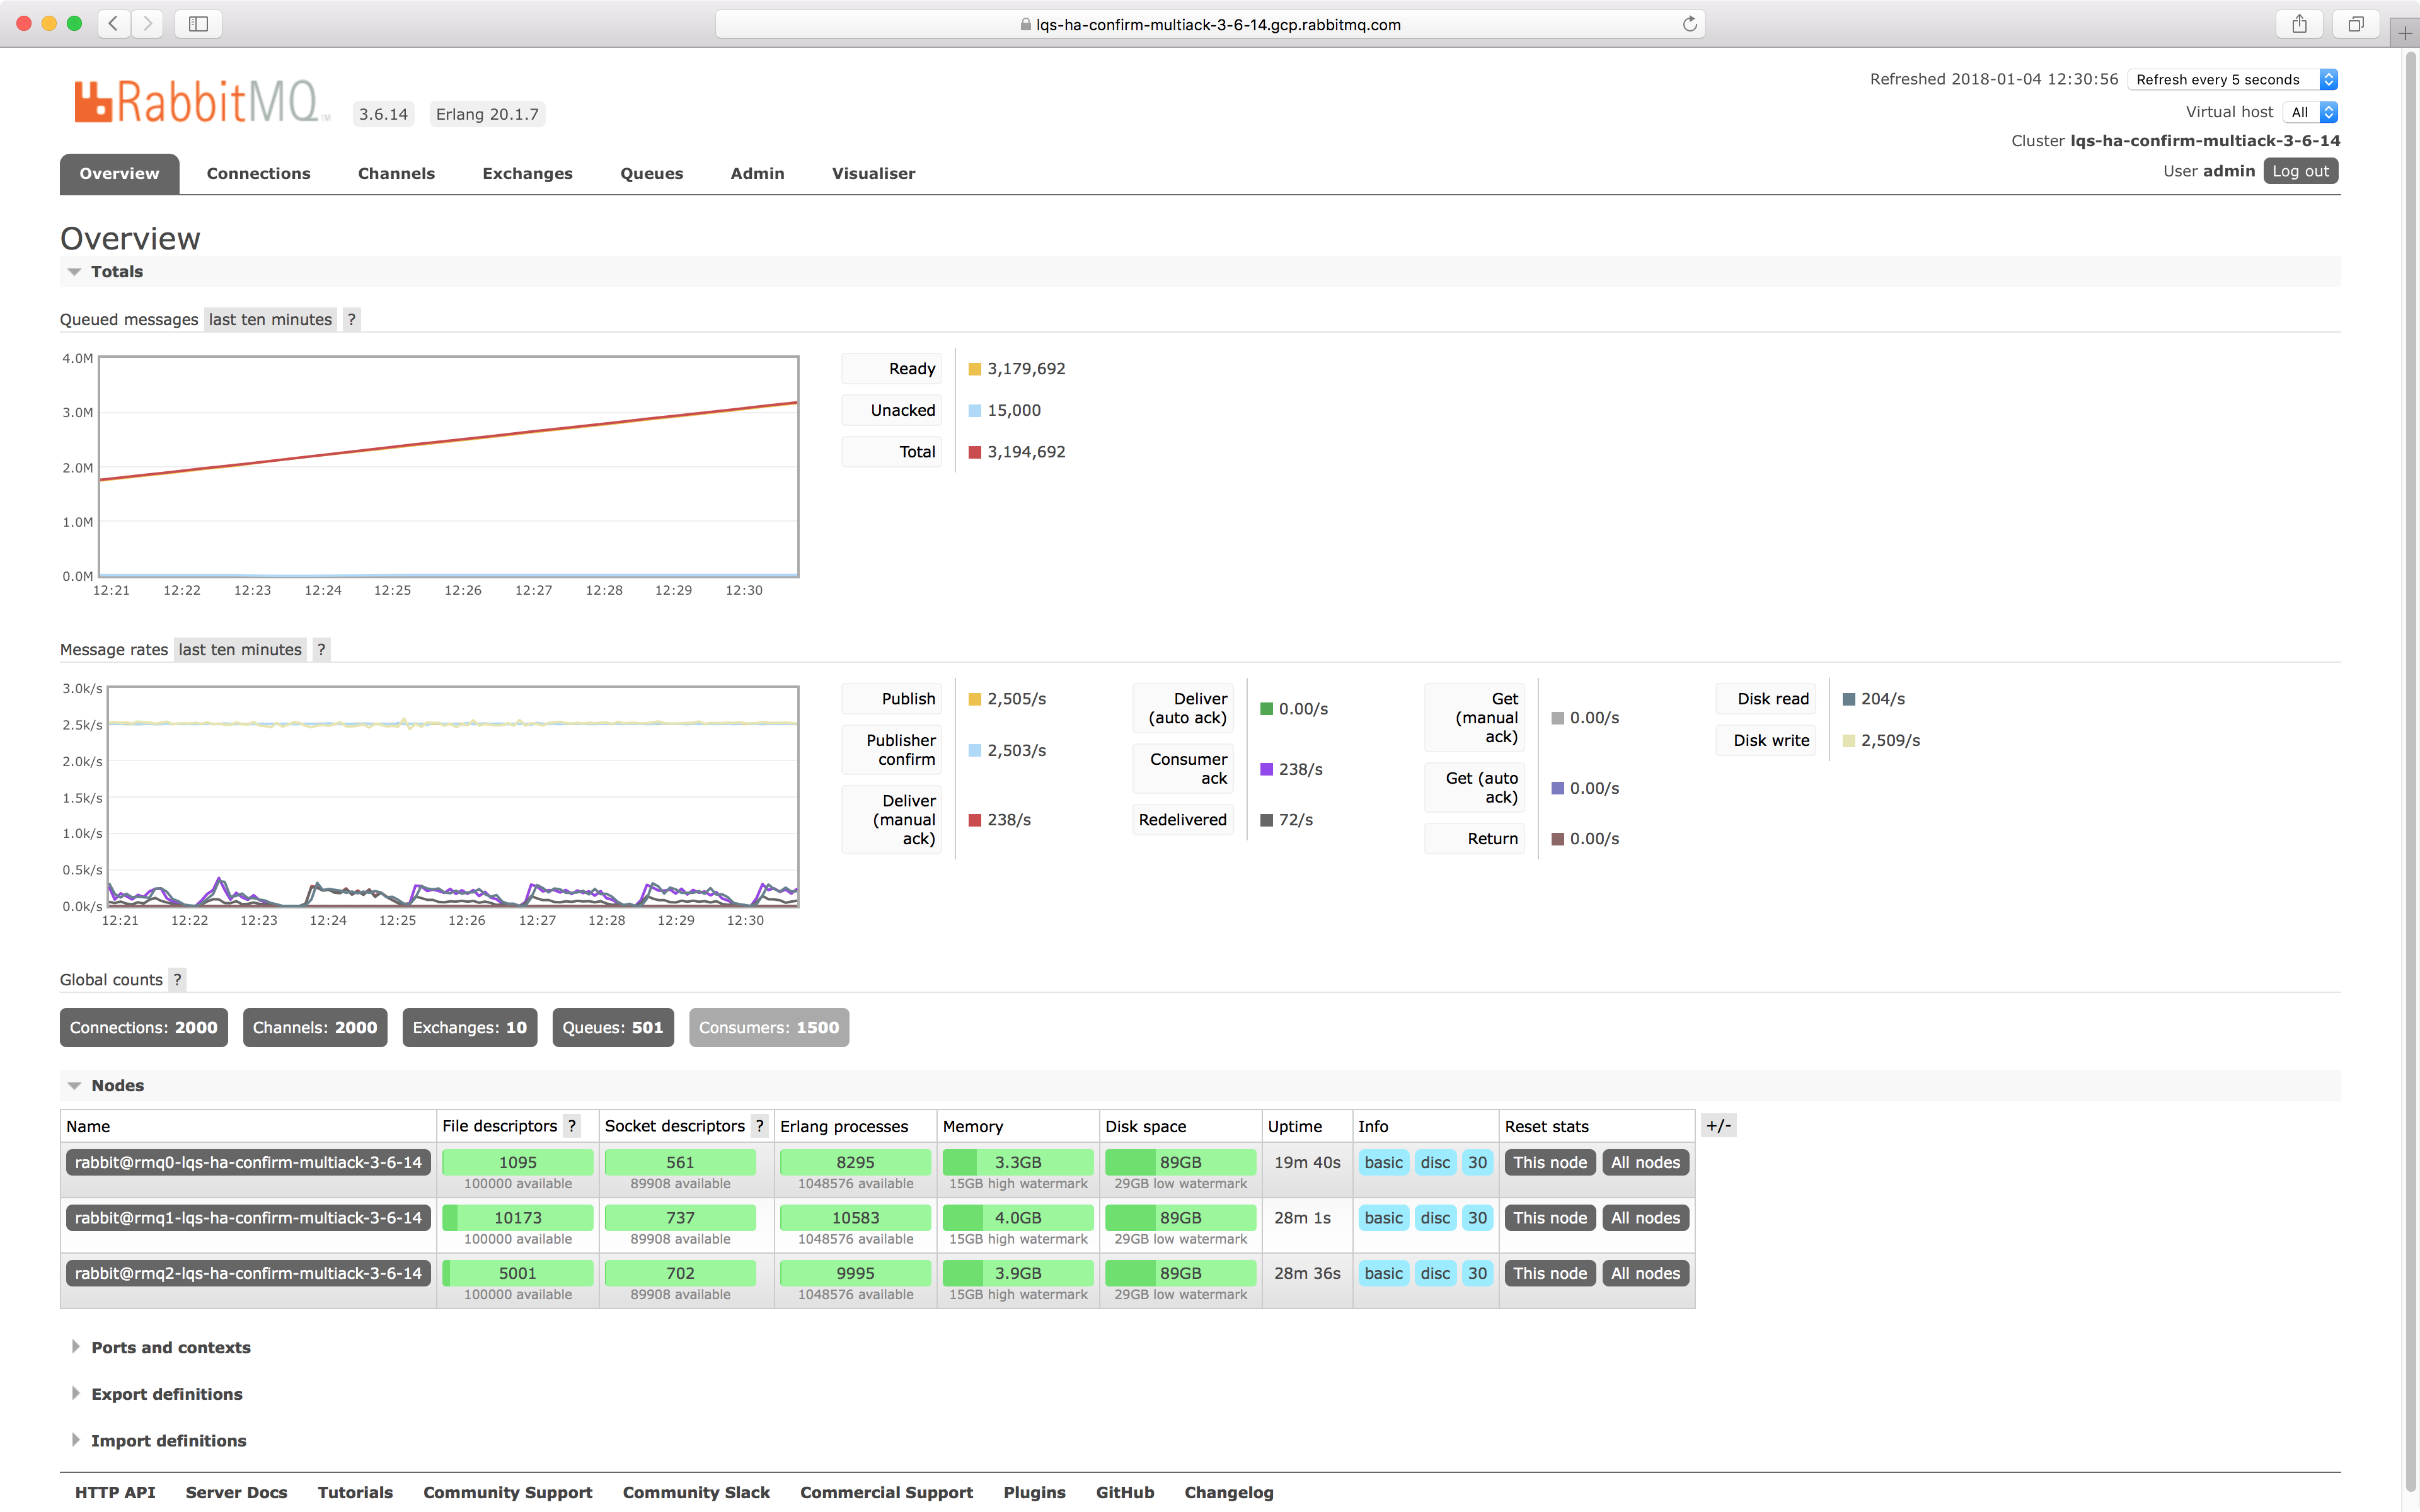 lqs-ha-confirm-multiack-3-6-14.gcp.rabbitmq.com
RabbitMQ TM 3.6.14 Erlang 20.1.7
Refreshed 2018-01-04 12:30:56 Refresh every 5 seconds
Virtual host All
Cluster lqs-ha-confirm-multiack-3-6-14
User admin Log out
Overview Connections Channels Exchanges Queues Admin Visualiser
Overview
Totals
Queued messages last ten minutes ?
4.0M
3.0M
2.0M
1.0M
0.0M
12:21 12:22 12:23 12:24 12:25 12:26 12:27 12:28 12:29 12:30
Ready 3,179,692
Unacked 15,000
Total 3,194,692
Message rates last ten minutes ?
3.0k/s
2.5k/s
2.0k/s
1.5k/s
1.0k/s
0.5k/s
0.0k/s
12:21 12:22 12:23 12:24 12:25 12:26 12:27 12:28 12:29 12:30
Publish 2,505/s
Publisher
confirm 2,503/s
Deliver
(manual
ack) 238/s
Deliver
(auto ack) 0.00/s
Consumer
ack 238/s
Redelivered 72/s
Get
(manual
ack) 0.00/s
Get (auto
ack) 0.00/s
Return 0.00/s
Disk read 204/s
Disk write 2,509/s
Global counts ?
Connections: 2000 Channels: 2000 Exchanges: 10 Queues: 501 Consumers: 1500
Nodes
Name File descriptors ? Socket descriptors ? Erlang processes Memory Disk space Uptime Info Reset stats +/-
rabbit@rmq0-lqs-ha-confirm-multiack-3-6-14 1095 561 8295 3.3GB 89GB 19m 40s basic disc 30 This node All nodes
100000 available 89908 available 1048576 available 15GB high watermark 29GB low watermark
rabbit@rmq1-lqs-ha-confirm-multiack-3-6-14 10173 737 10583 4.0GB 89GB 28m 1s basic disc 30 This node All nodes
100000 available 89908 available 1048576 available 15GB high watermark 29GB low watermark
rabbit@rmq2-lqs-ha-confirm-multiack-3-6-14 5001 702 9995 3.9GB 89GB 28m 36s basic disc 30 This node All nodes
100000 available 89908 available 1048576 available 15GB high watermark 29GB low watermark
Ports and contexts
Export definitions
Import definitions
HTTP API Server Docs Tutorials Community Support Community Slack Commercial Support Plugins GitHub Changelog